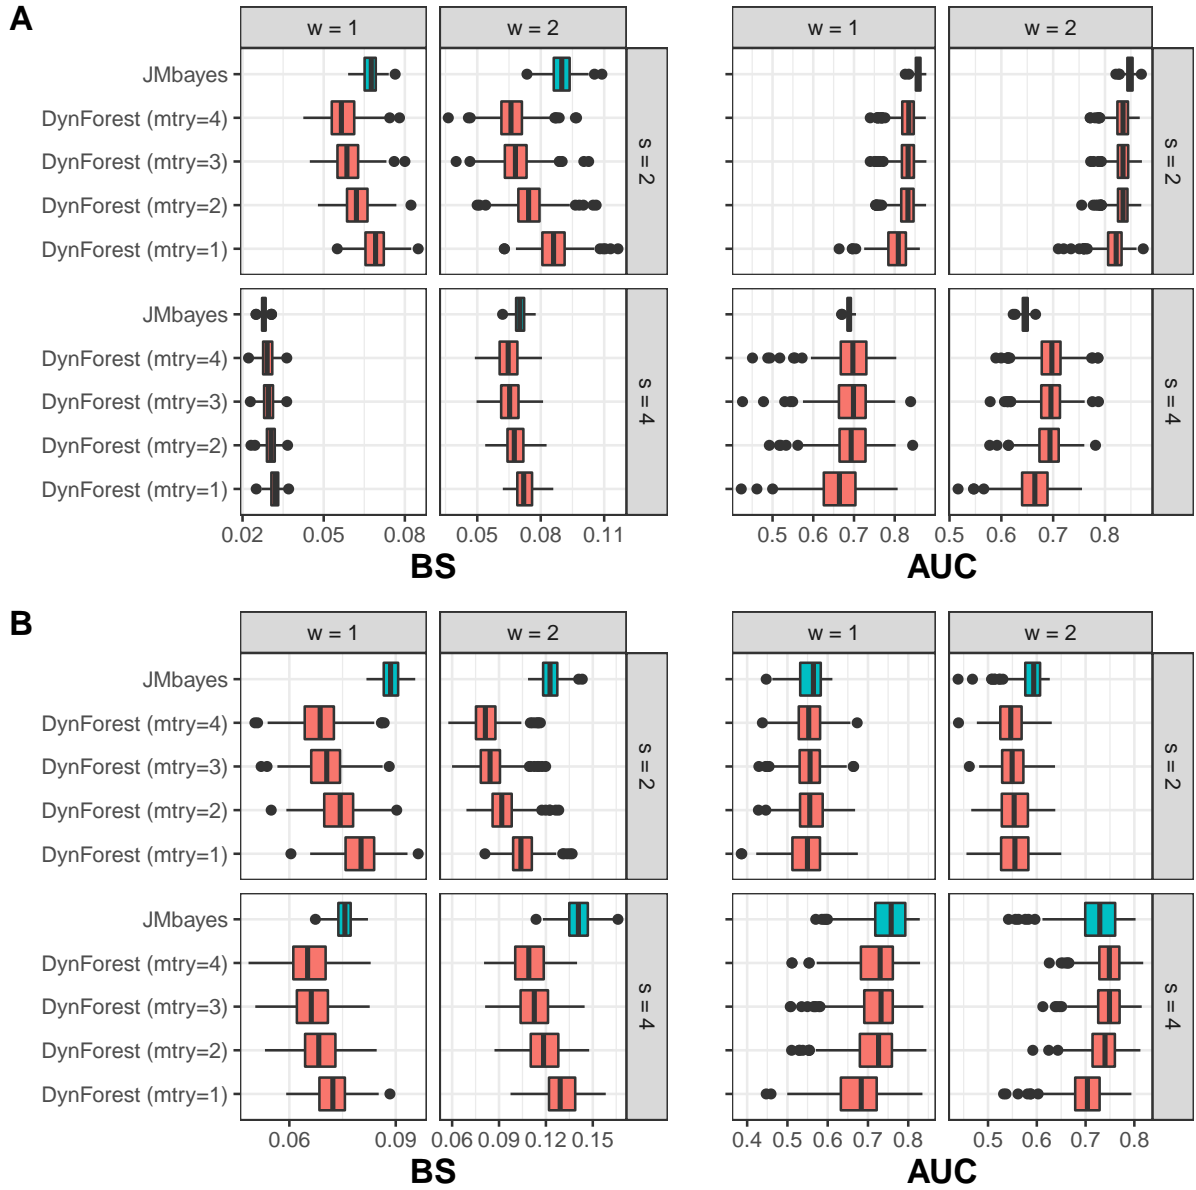 A
w = 1
w = 2
w = 1
w = 2
JMbayes
DynForest (mtry=4)
DynForest (mtry=3)
DynForest (mtry=2)
DynForest (mtry=1)
s = 2
s = 2
JMbayes
DynForest (mtry=4)
DynForest (mtry=3)
DynForest (mtry=2)
DynForest (mtry=1)
s = 4
s = 4
0.02 0.05 0.08 0.05 0.08 0.11
0.5 0.6 0.7 0.8 0.5 0.6 0.7 0.8
BS
AUC
B
w = 1
w = 2
w = 1
w = 2
JMbayes
DynForest (mtry=4)
DynForest (mtry=3)
DynForest (mtry=2)
DynForest (mtry=1)
s = 2
s = 2
JMbayes
DynForest (mtry=4)
DynForest (mtry=3)
DynForest (mtry=2)
DynForest (mtry=1)
s = 4
s = 4
0.06 0.09 0.06 0.09 0.12 0.15
0.4 0.5 0.6 0.7 0.8 0.5 0.6 0.7 0.8
BS
AUC